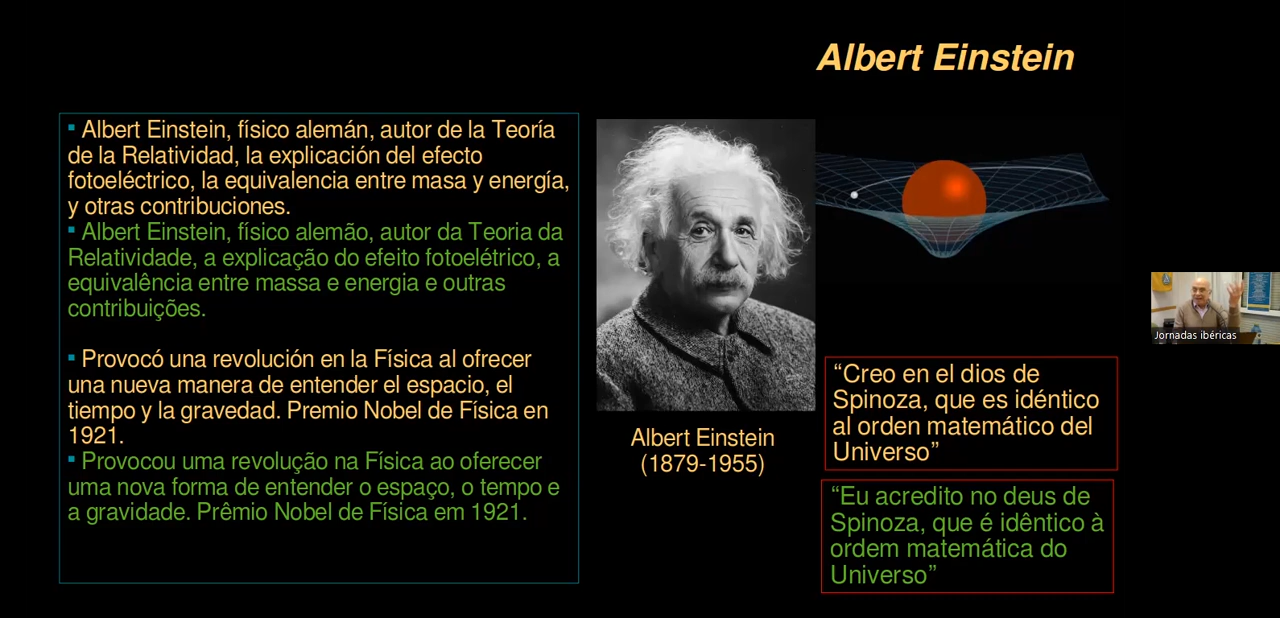 Albert Einstein
Albert Einstein, físico alemán, autor de la Teoría
de la Relatividad, la explicación del efecto
fotoeléctrico, la equivalencia entre masa y energía,
y otras contribuciones.
Albert Einstein, físico alemão, autor da Teoria da
Relatividade, a explicação do efeito fotoelétrico, a
equivalência entre massa e energia e outras
contribuições.
Provocó una revolución en la Física al ofrecer
una nueva manera de entender el espacio, el
tiempo y la gravedad. Premio Nobel de Física en
1921.
Provocou uma revolução na Física ao oferecer
uma nova forma de entender o espaço, o tempo e
a gravidade. Prêmio Nobel de Física em 1921.
Albert Einstein
(1879-1955)
“Creo en el dios de
Spinoza, que es idéntico
al orden matemático del
Universo”
“Eu acredito no deus de
Spinoza, que é idêntico à
ordem matemática do
Universo”
Jornadas ibéricas